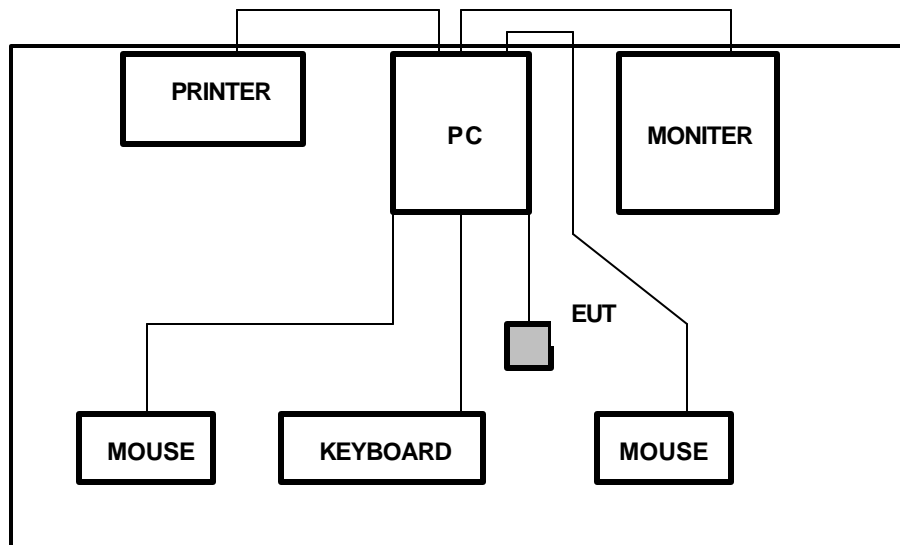 PRINTER
PC
MONITER
EUT
MOUSE
KEYBOARD
MOUSE